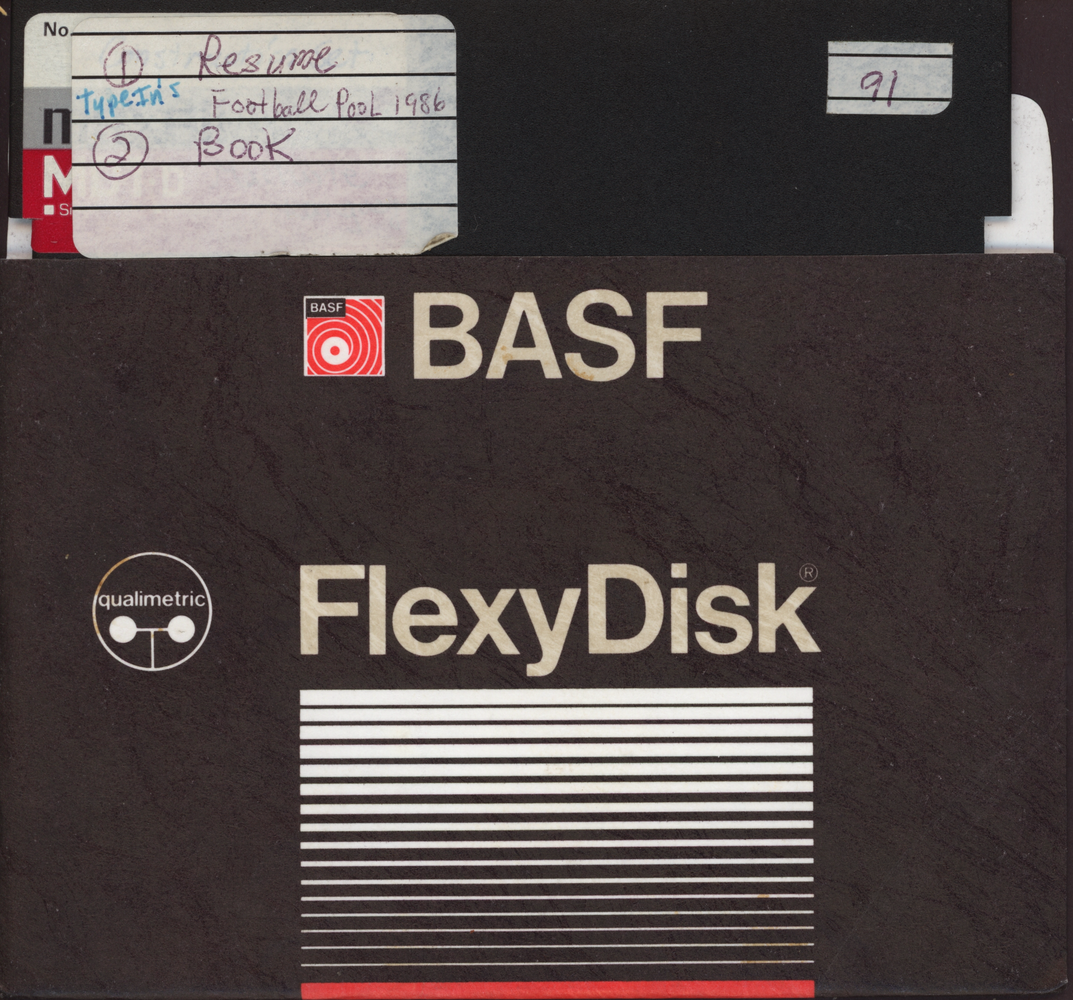 No.
① Resume
TypeIn's Football Pool 1986
② Book
91
M
BASF
BASF
qualimetric
FlexyDisk®